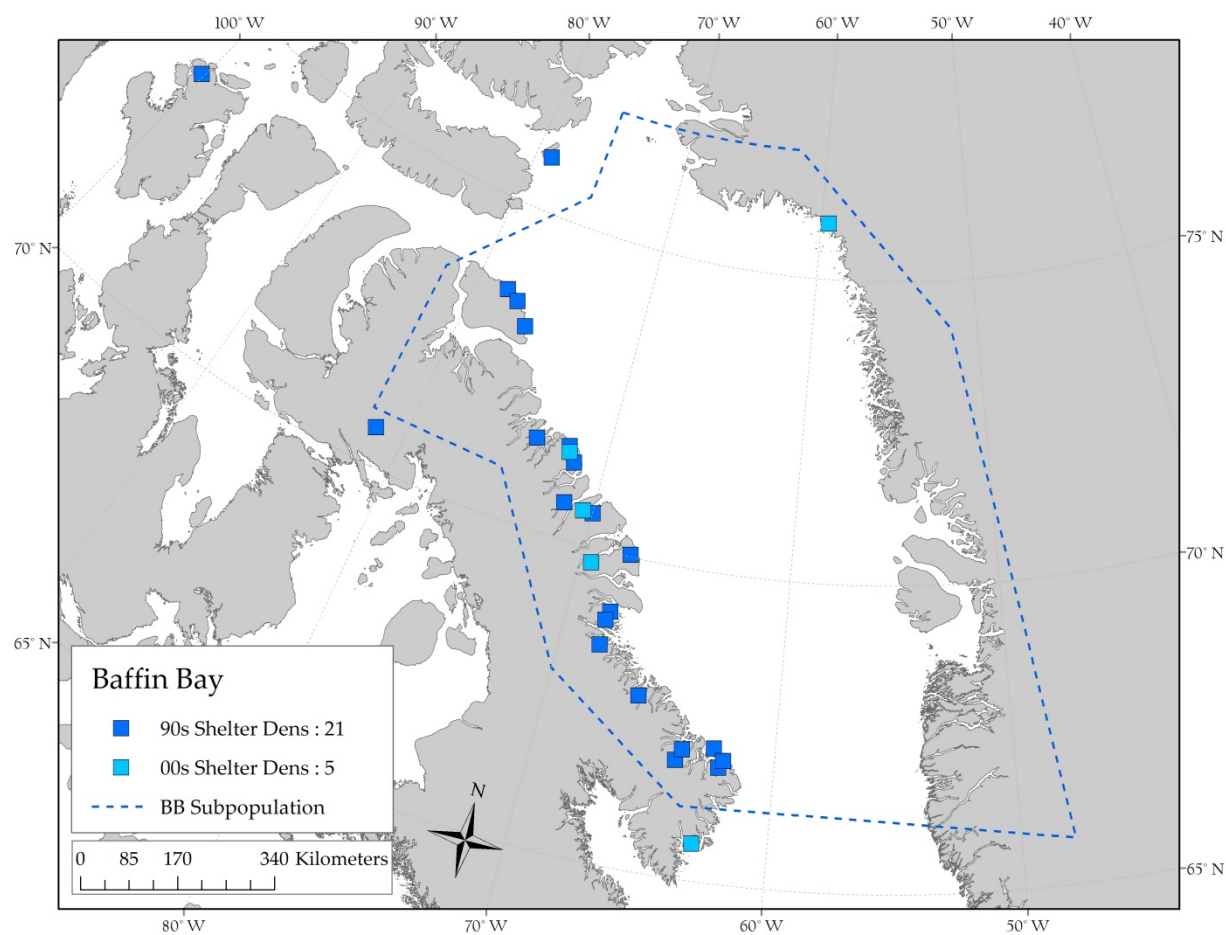 100° W 90° W 80° W 70° W 60° W 50° W 40° W
70° N
75° N
70° N
65° N
65° N
Baffin Bay
90s Shelter Dens : 21
00s Shelter Dens : 5
BB Subpopulation
N
0 85 170 340 Kilometers
80° W 70° W 60° W 50° W